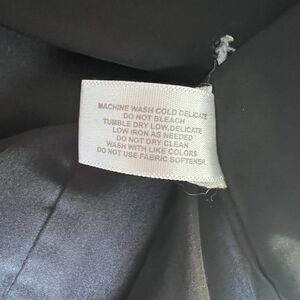 MACHINE WASH COLD DELICATE
DO NOT BLEACH
TUMBLE DRY LOW, DELICATE
LOW IRON AS NEEDED
DO NOT DRY CLEAN
WASH WITH LIKE COLORS
DO NOT USE FABRIC SOFTENER